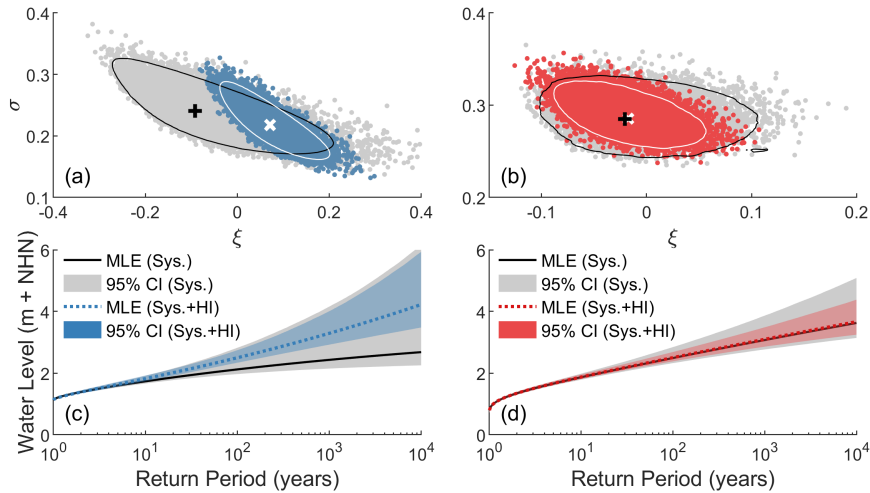 0.4
0.3
0.2
0.1
σ
(a)
-0.4
-0.2
0
0.2
0.4
ξ
0.4
0.3
0.2
(b)
-0.1
0
0.1
0.2
ξ
6
4
2
0
Water Level (m + NHN)
MLE (Sys.)
95% CI (Sys.)
MLE (Sys.+HI)
95% CI (Sys.+HI)
(c)
10^0
10^1
10^2
10^3
10^4
Return Period (years)
6
4
2
0
MLE (Sys.)
95% CI (Sys.)
MLE (Sys.+HI)
95% CI (Sys.+HI)
(d)
10^0
10^1
10^2
10^3
10^4
Return Period (years)